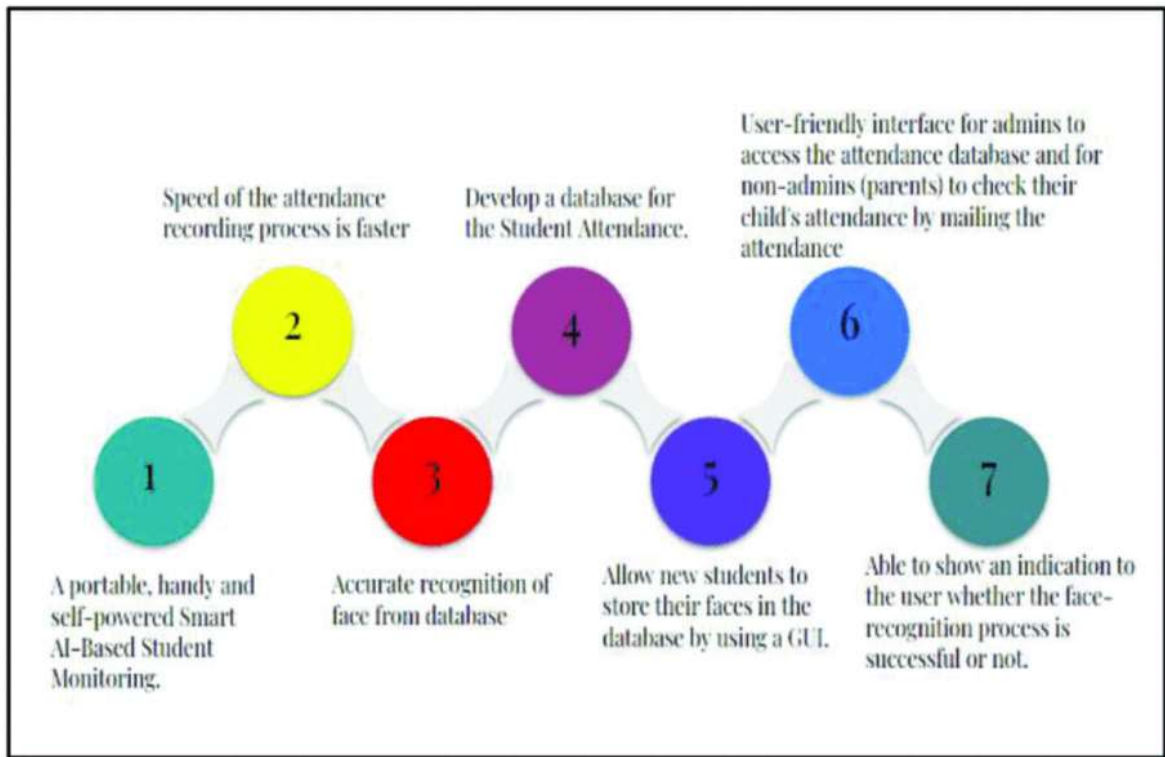 1
A portable, handy and
self-powered Smart
AI-Based Student
Monitoring.
2
Speed of the attendance
recording process is faster
3
Accurate recognition of
face from database
4
Develop a database for
the Student Attendance.
5
Allow new students to
store their faces in the
database by using a GUI.
6
User-friendly interface for admins to
access the attendance database and for
non-admins (parents) to check their
child's attendance by mailing the
attendance
7
Able to show an indication to
the user whether the face-
recognition process is
successful or not.